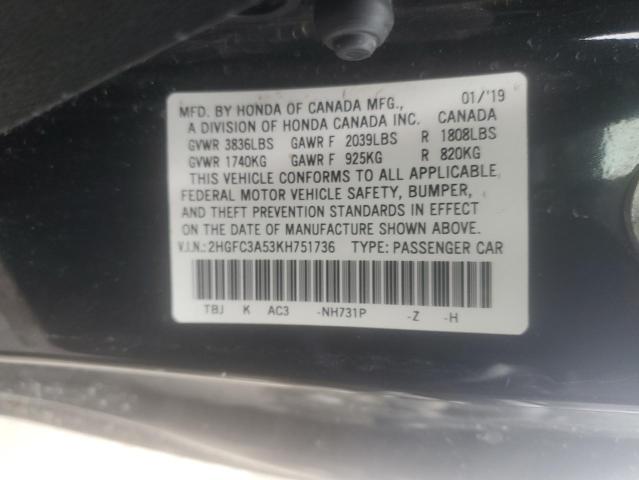 MFD. BY HONDA OF CANADA MFG., 01/'19
A DIVISION OF HONDA CANADA INC. CANADA
GVWR 3836LBS GAWR F 2039LBS R 1808LBS
GVWR 1740KG GAWR F 925KG R 820KG
THIS VEHICLE CONFORMS TO ALL APPLICABLE
FEDERAL MOTOR VEHICLE SAFETY, BUMPER,
AND THEFT PREVENTION STANDARDS IN EFFECT
ON THE DATE OF MANUFACTURE SHOWN ABOVE.
V.I.N.: 2HGFC3A53KH751736 TYPE: PASSENGER CAR
TBJ K AC3 -NH731P -Z -H